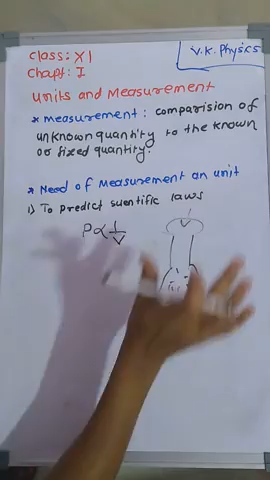 Class: XI
V.K. Physics
Chapt: I
Units and Measurement
* Measurement: comparision of
unknown quantity to the known
or fixed quantity.
* Need of Measurement an unit
1) To predict scientific laws
P∝ 1/V
V